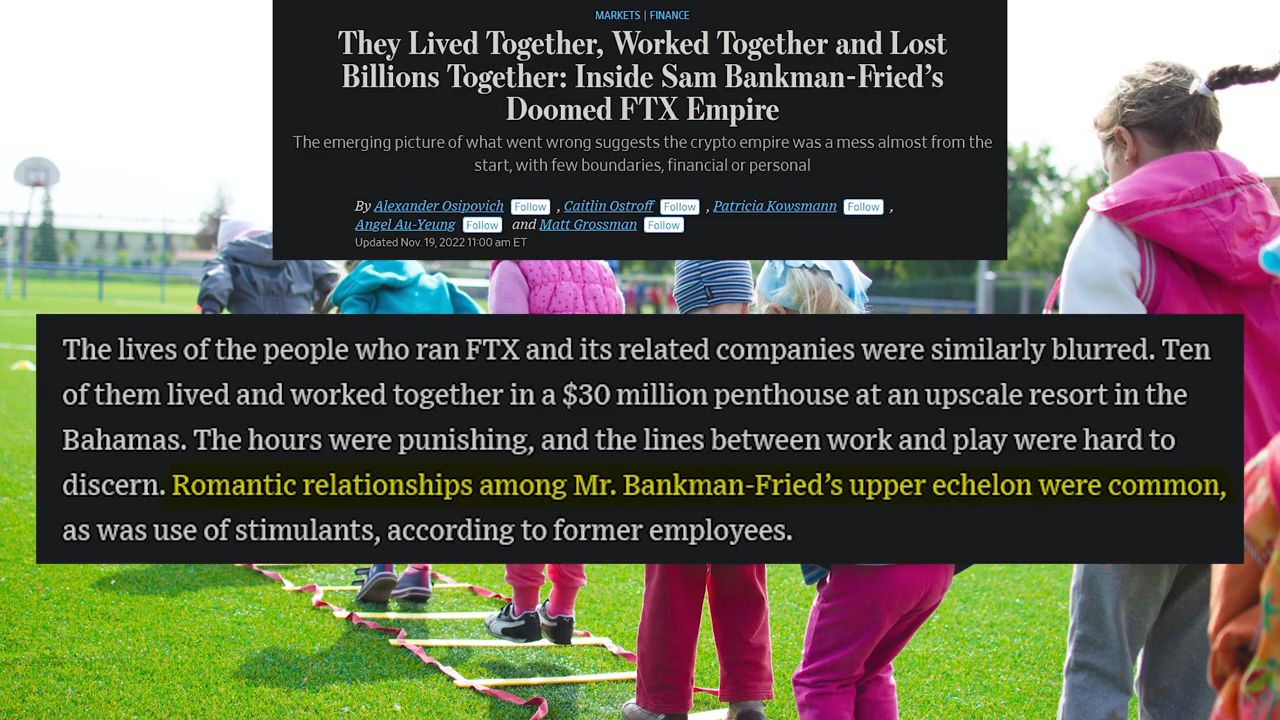 MARKETS | FINANCE
They Lived Together, Worked Together and Lost
Billions Together: Inside Sam Bankman-Fried’s
Doomed FTX Empire
The emerging picture of what went wrong suggests the crypto empire was a mess almost from the
start, with few boundaries, financial or personal
By Alexander Osipovich Follow , Caitlin Ostroff Follow , Patricia Kowsmann Follow ,
Angel Au-Yeung Follow and Matt Grossman Follow
Updated Nov. 19, 2022 11:00 am ET
The lives of the people who ran FTX and its related companies were similarly blurred. Ten
of them lived and worked together in a $30 million penthouse at an upscale resort in the
Bahamas. The hours were punishing, and the lines between work and play were hard to
discern. Romantic relationships among Mr. Bankman-Fried’s upper echelon were common,
as was use of stimulants, according to former employees.